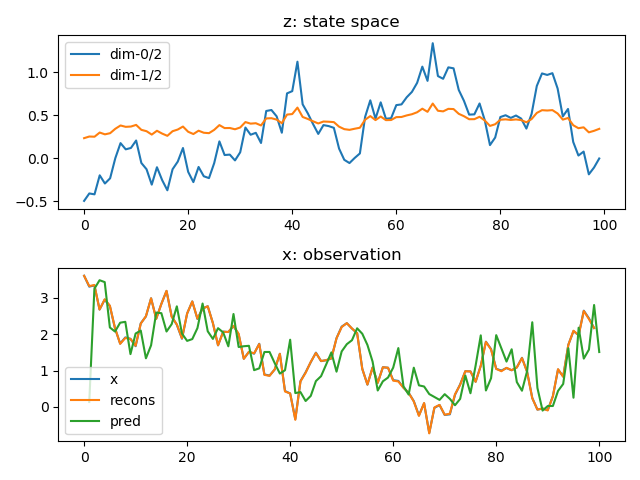 z: state space
dim-0/2
dim-1/2
1.0
0.5
0.0
−0.5
0 20 40 60 80 100
x: observation
3
2
1
0
x
recons
pred
0 20 40 60 80 100